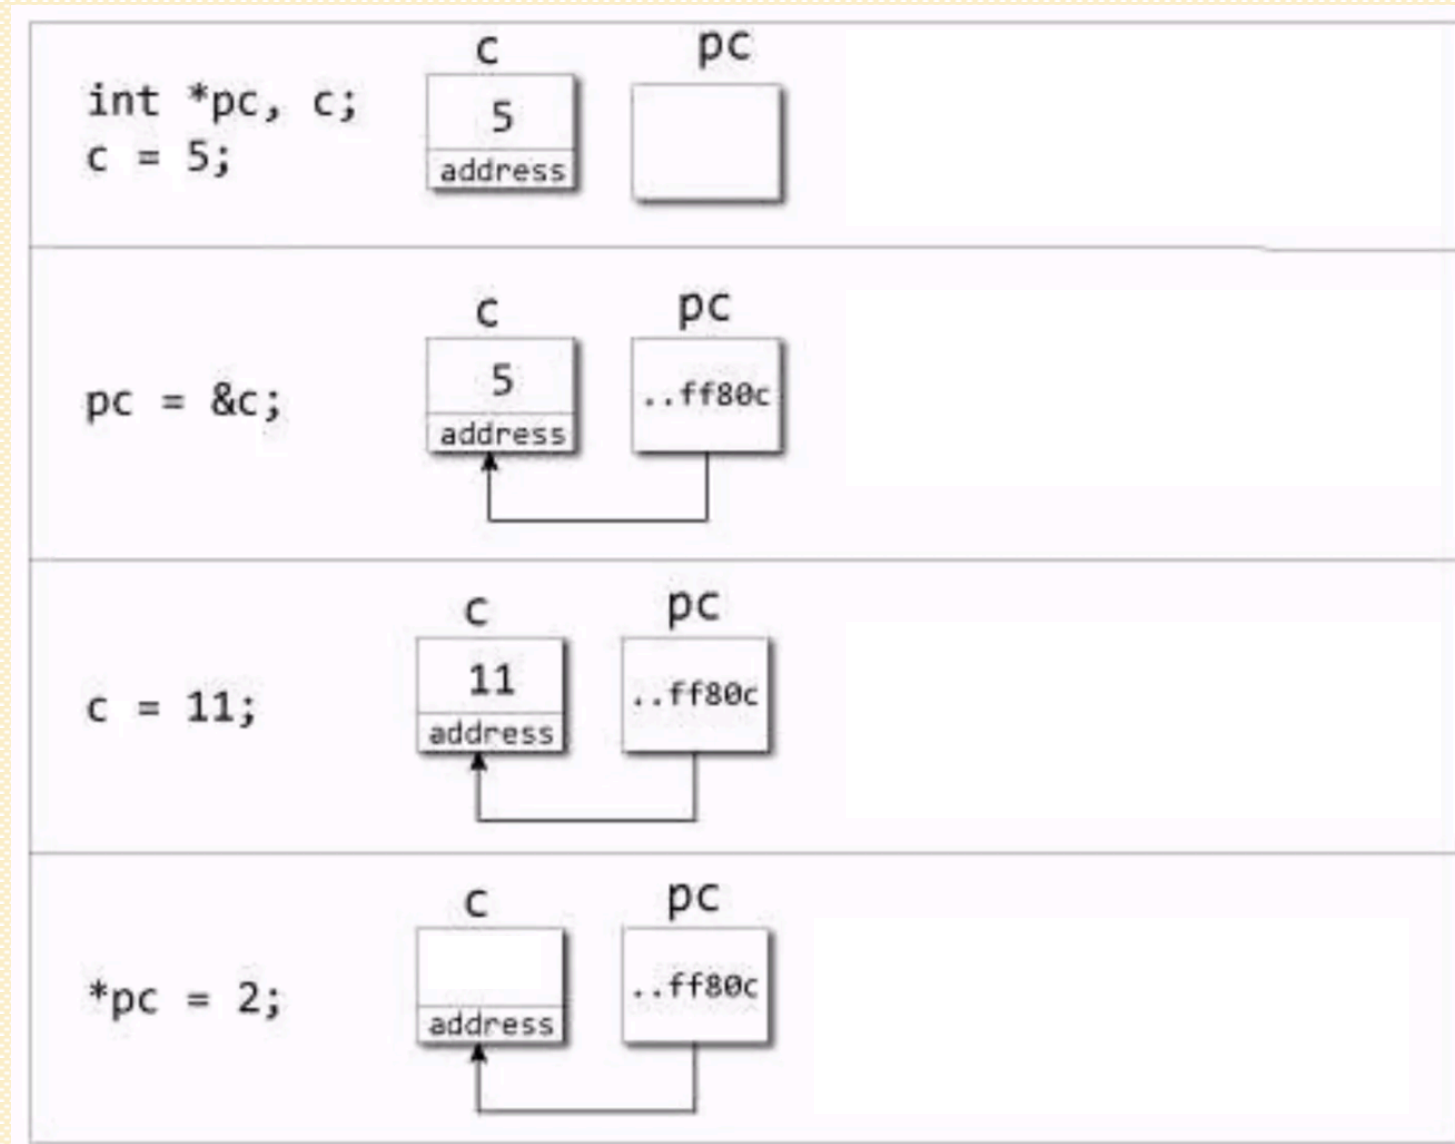 c pc
int *pc, c;
c = 5;
5
address
c pc
pc = &c;
5
..ff80c
address
c pc
c = 11;
11
..ff80c
address
c pc
*pc = 2;
..ff80c
address